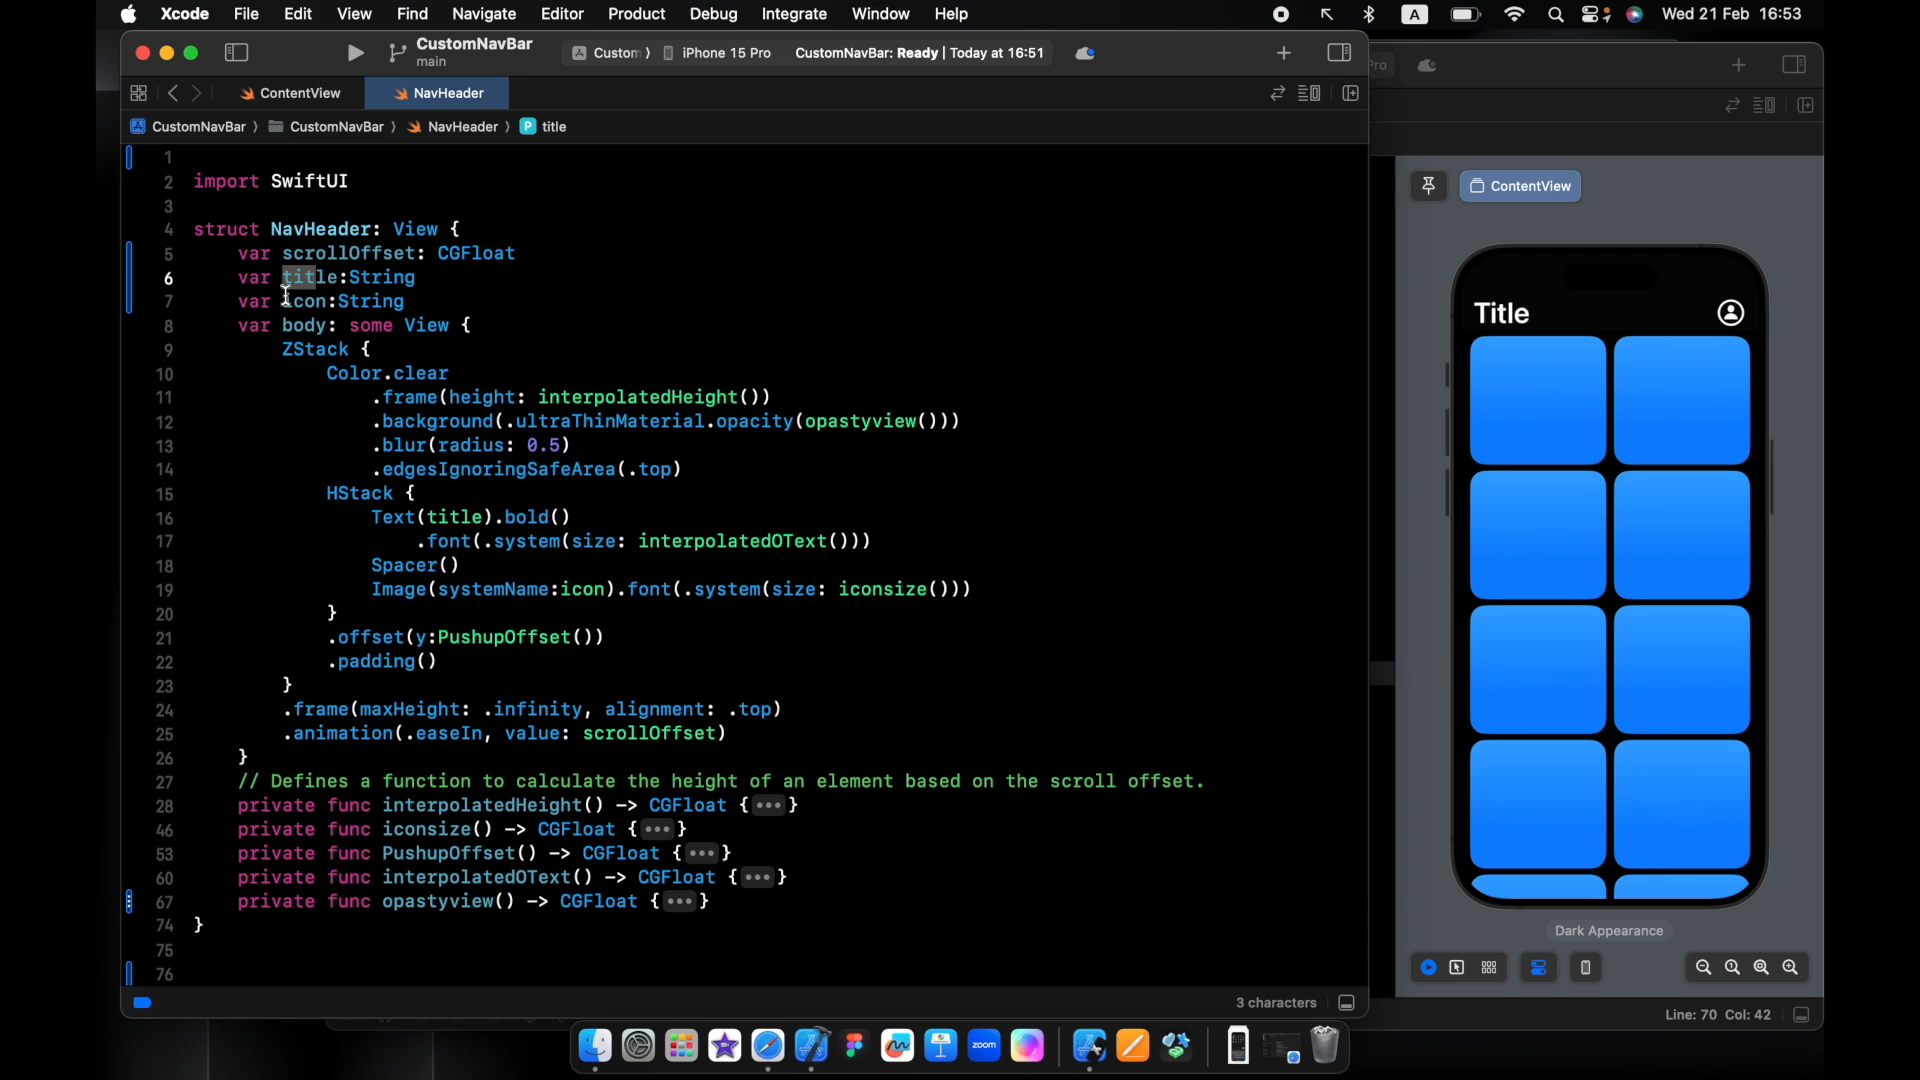 Xcode File Edit View Find Navigate Editor Product Debug Integrate Window Help A Wed 21 Feb 16:53
CustomNavBar
main
Custom 〉 iPhone 15 Pro CustomNavBar: Ready | Today at 16:51
ContentView NavHeader
CustomNavBar 〉 CustomNavBar 〉 NavHeader 〉 P title
1
2 import SwiftUI
3
4 struct NavHeader: View {
5 var scrollOffset: CGFloat
6 var title:String
7 var icon:String
8 var body: some View {
9 ZStack {
10 Color.clear
11 .frame(height: interpolatedHeight())
12 .background(.ultraThinMaterial.opacity(opastyview()))
13 .blur(radius: 0.5)
14 .edgesIgnoringSafeArea(.top)
15 HStack {
16 Text(title).bold()
17 .font(.system(size: interpolatedOText()))
18 Spacer()
19 Image(systemName:icon).font(.system(size: iconsize()))
20 }
21 .offset(y:PushupOffset())
22 .padding()
23 }
24 .frame(maxHeight: .infinity, alignment: .top)
25 .animation(.easeIn, value: scrollOffset)
26 }
27 // Defines a function to calculate the height of an element based on the scroll offset.
28 private func interpolatedHeight() -> CGFloat {•••}
46 private func iconsize() -> CGFloat {•••}
53 private func PushupOffset() -> CGFloat {•••}
60 private func interpolatedOText() -> CGFloat {•••}
67 private func opastyview() -> CGFloat {•••}
74 }
75
76
3 characters
Pro
ContentView
Title
Dark Appearance
Line: 70 Col: 42
zoom